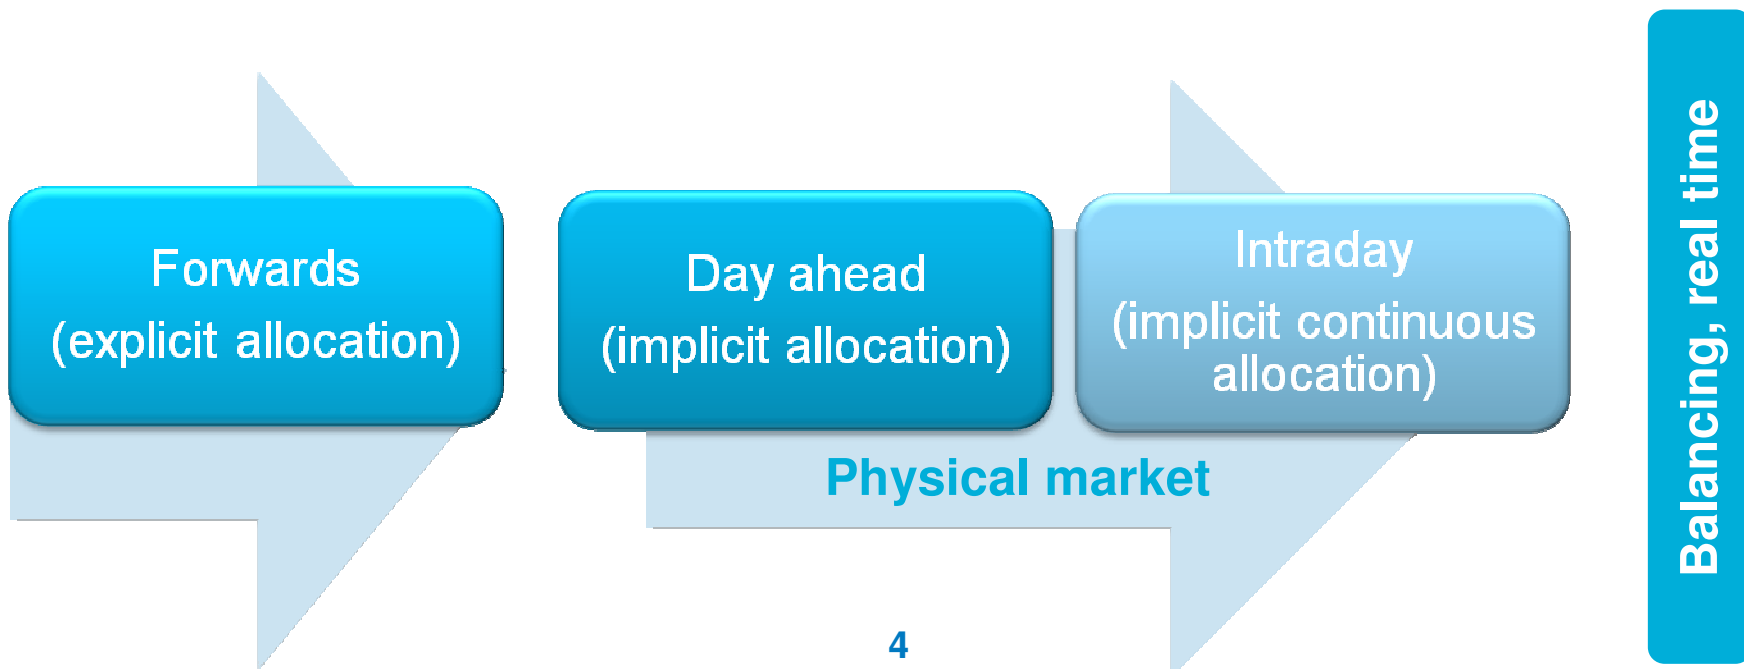 Forwards
(explicit allocation)
Day ahead
(implicit allocation)
Intraday
(implicit continuous
allocation)
Physical market
Balancing, real time
4